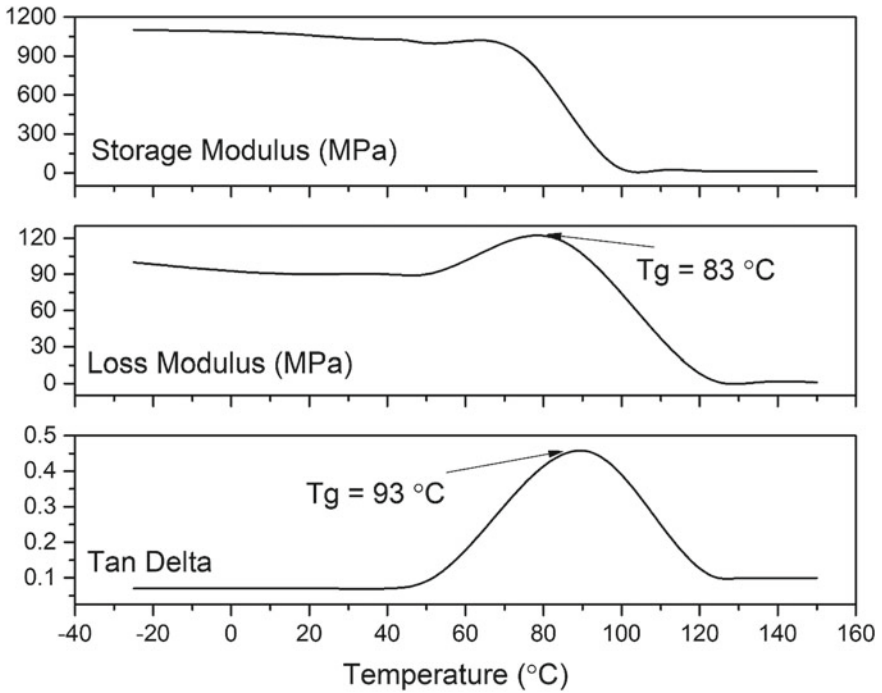 1200
900
600
300
0
Storage Modulus (MPa)
120
90
60
30
0
Tg = 83 °C
Loss Modulus (MPa)
0.5
0.4
0.3
0.2
0.1
Tg = 93 °C
Tan Delta
-40 -20 0 20 40 60 80 100 120 140 160
Temperature (°C)